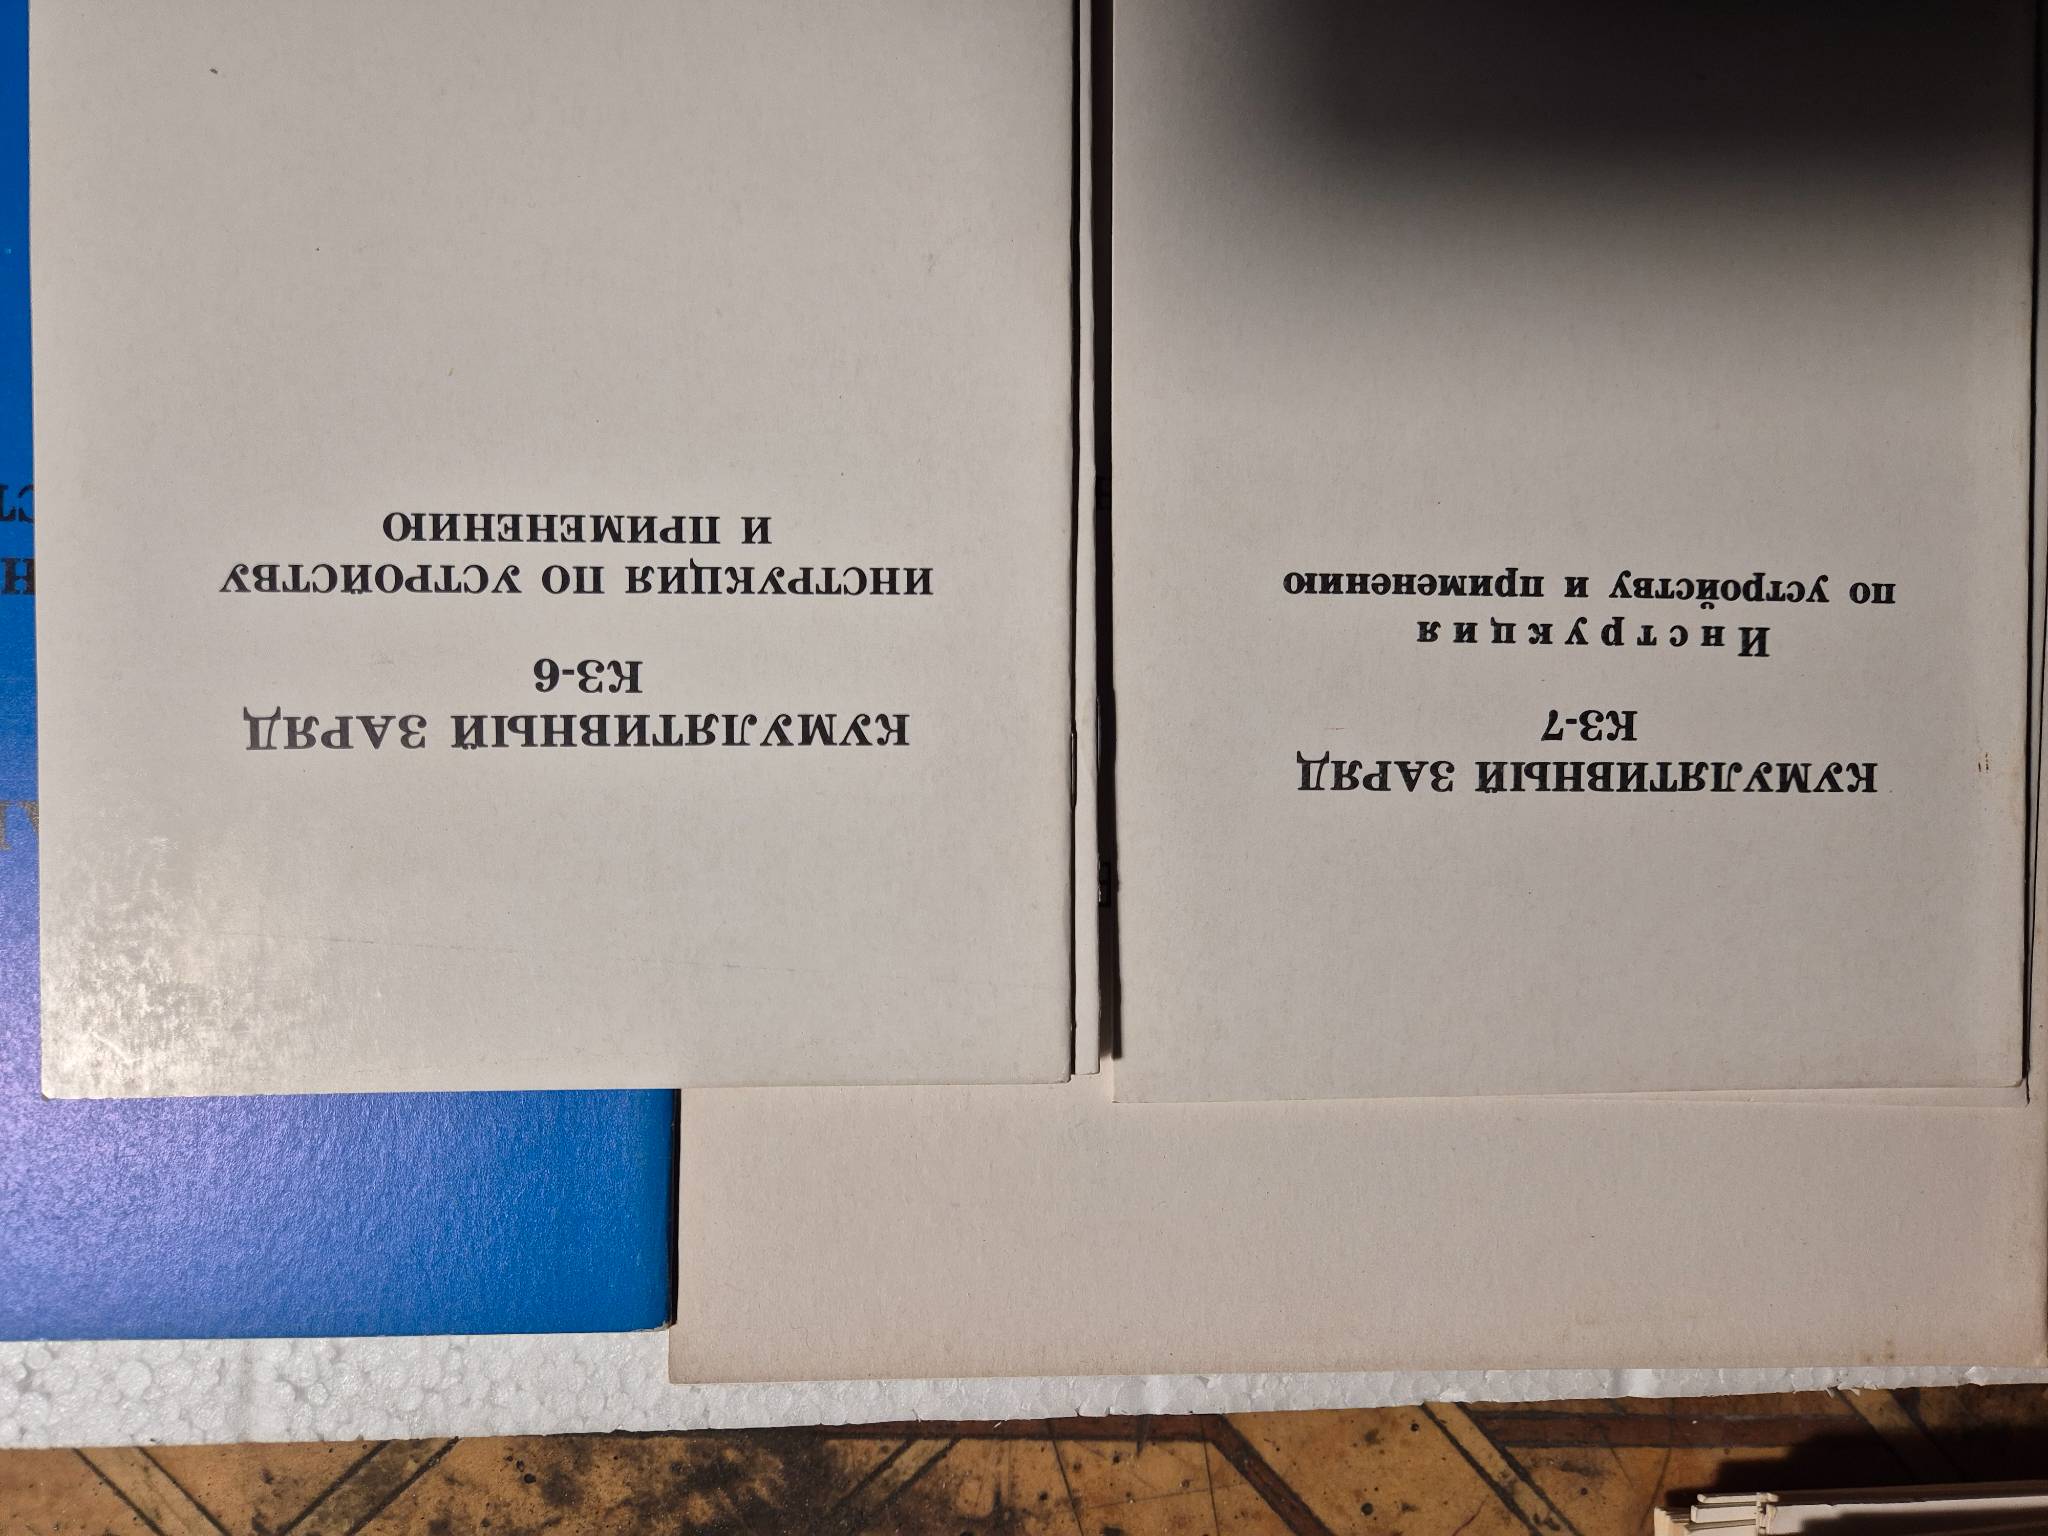 КУМУЛЯТИВНЫЙ ЗАРЯД
КЗ-6
ИНСТРУКЦИЯ ПО УСТРОЙСТВУ
И ПРИМЕНЕНИЮ
КУМУЛЯТИВНЫЙ ЗАРЯД
КЗ-7
Инструкция
по устройству и применению